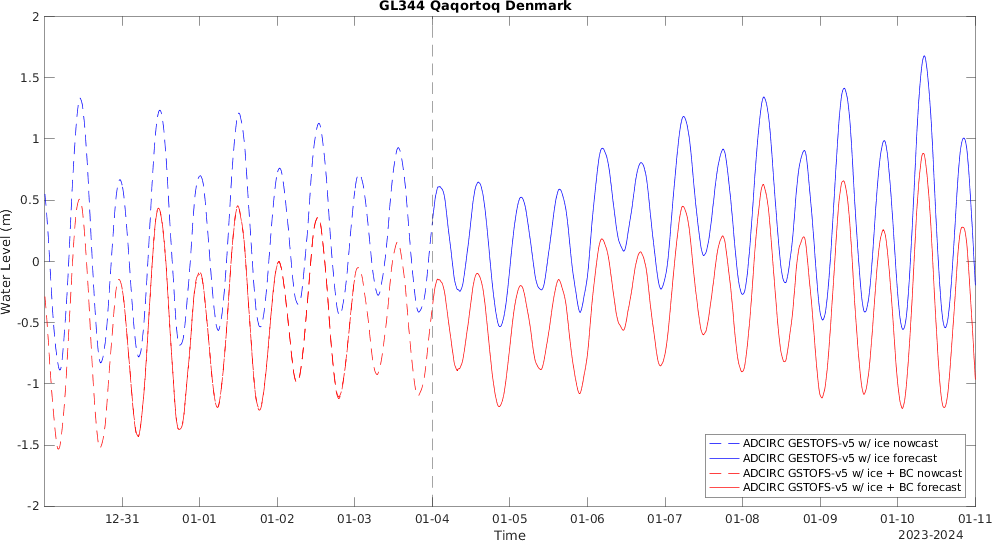 GL344 Qaqortoq Denmark
2
1.5
1
0.5
0
-0.5
-1
-1.5
-2
Water Level (m)
ADCIRC GESTOFS-v5 w/ ice nowcast
ADCIRC GESTOFS-v5 w/ ice forecast
ADCIRC GSTOFS-v5 w/ ice + BC nowcast
ADCIRC GSTOFS-v5 w/ ice + BC forecast
12-31 01-01 01-02 01-03 01-04 01-05 01-06 01-07 01-08 01-09 01-10 01-11
Time
2023-2024